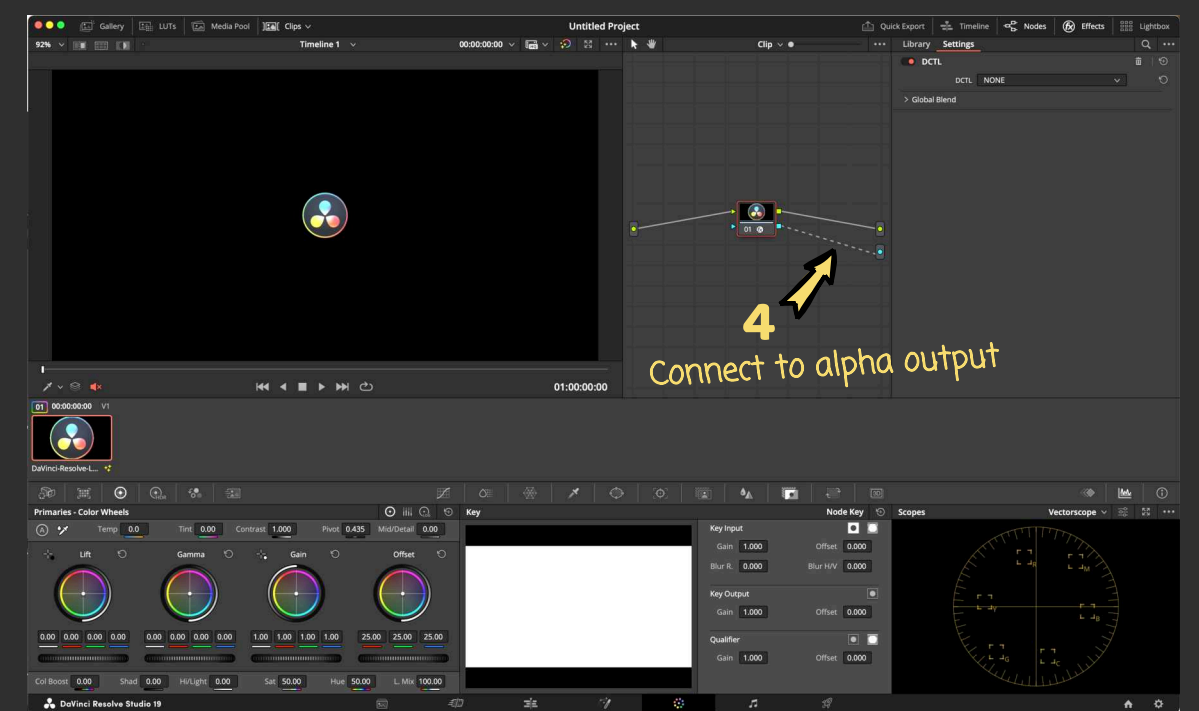 Gallery LUTs Media Pool Clips Untitled Project Quick Export Timeline Nodes Effects Lightbox
92% Timeline 1 00:00:00:00 Clip Library Settings
DCTL
DCTL NONE
Global Blend
01
4
Connect to alpha output
01:00:00:00
01 00:00:00:00 V1
DaVinci-Resolve-L...
Primaries - Color Wheels Key Node Key Scopes Vectorscope
A Temp 0.0 Tint 0.00 Contrast 1.000 Pivot 0.435 Mid/Detail 0.00
Lift Gamma Gain Offset
0.00 0.00 0.00 0.00 0.00 0.00 0.00 0.00 1.00 1.00 1.00 1.00 25.00 25.00 25.00
Col Boost 0.00 Shad 0.00 Hi/Light 0.00 Sat 50.00 Hue 50.00 L. Mix 100.00
Key Input
Gain 1.000 Offset 0.000
Blur R. 0.000 Blur H/V 0.000
Key Output
Gain 1.000 Offset 0.000
Qualifier
Gain 1.000 Offset 0.000
R M
Y B
G C
DaVinci Resolve Studio 19